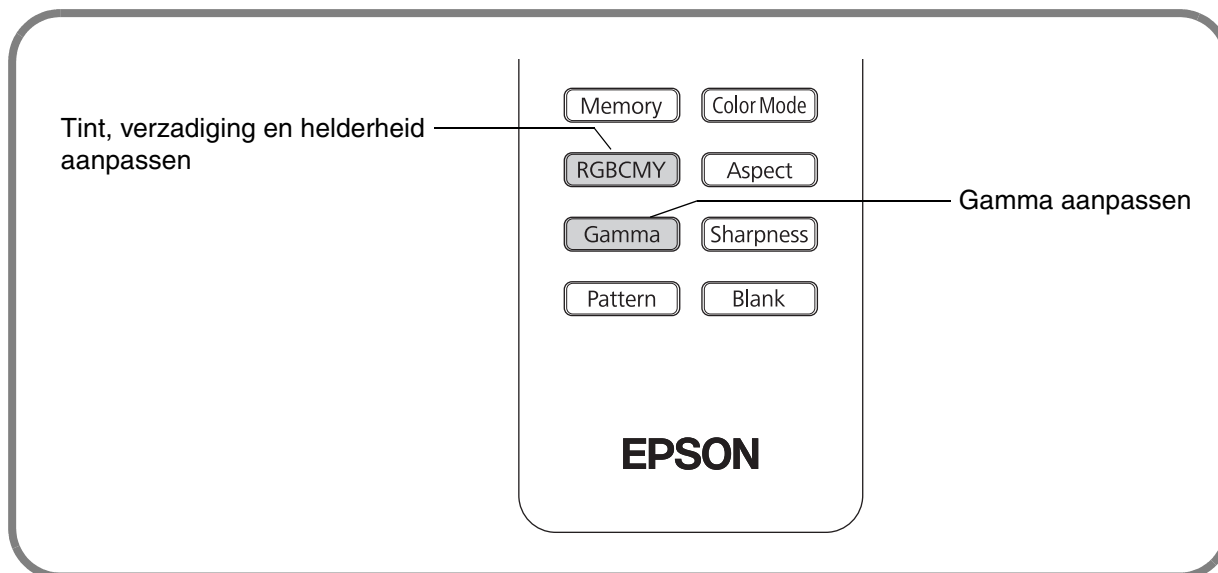 Memory
Color Mode
Tint, verzadiging en helderheid
aanpassen
RGBCMY
Aspect
Gamma aanpassen
Gamma
Sharpness
Pattern
Blank
EPSON